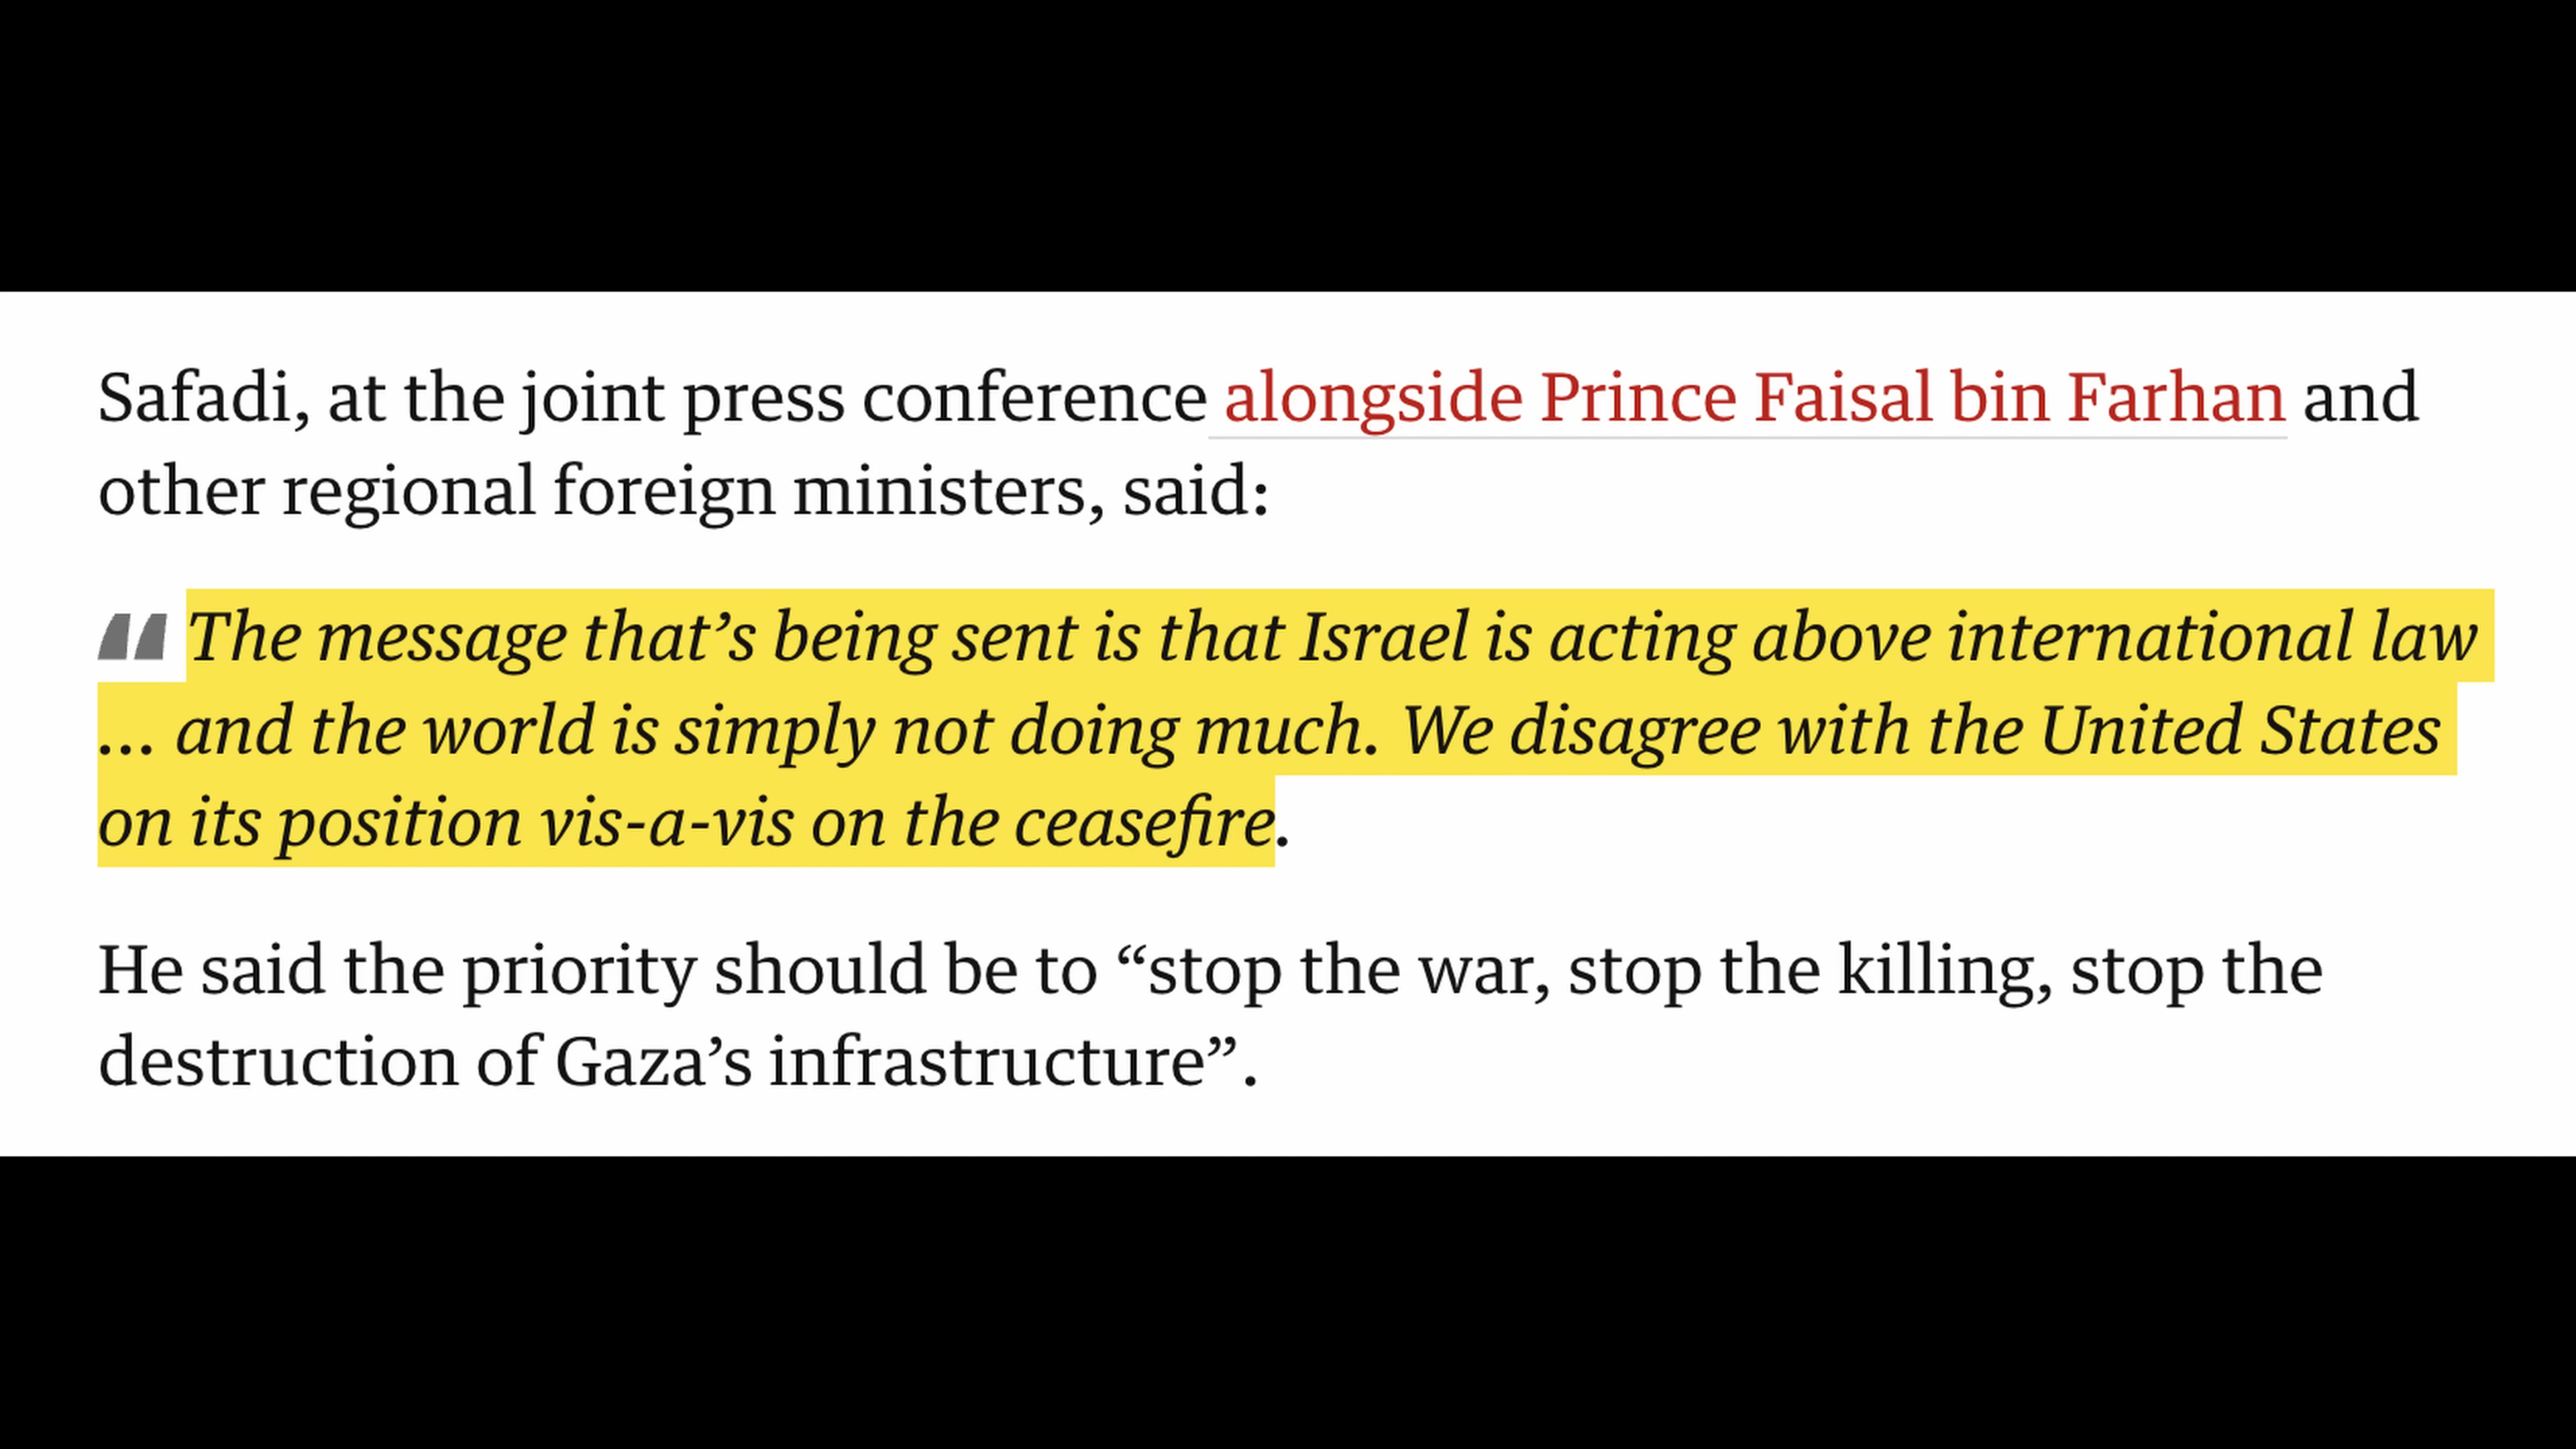 Safadi, at the joint press conference alongside Prince Faisal bin Farhan and
other regional foreign ministers, said:
“ The message that’s being sent is that Israel is acting above international law
… and the world is simply not doing much. We disagree with the United States
on its position vis-a-vis on the ceasefire.
He said the priority should be to “stop the war, stop the killing, stop the
destruction of Gaza’s infrastructure”.